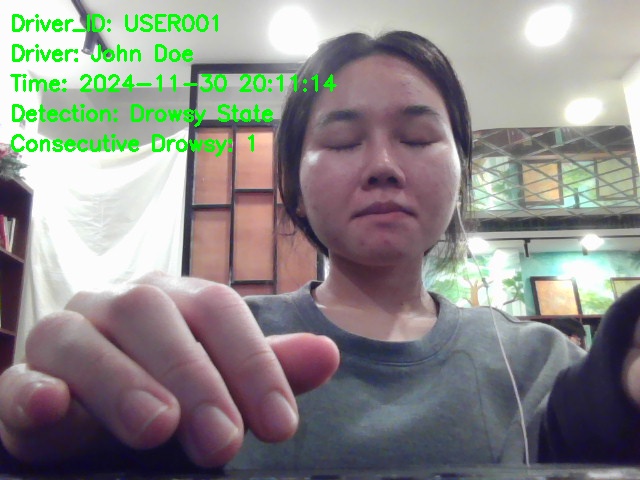 Driver_ID: USER001
Driver: John Doe
Time: 2024-11-30 20:11:14
Detection: Drowsy State
Consecutive Drowsy: 1